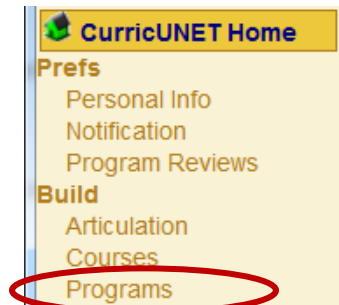 CurricUNET Home
Prefs
Personal Info
Notification
Program Reviews
Build
Articulation
Courses
Programs